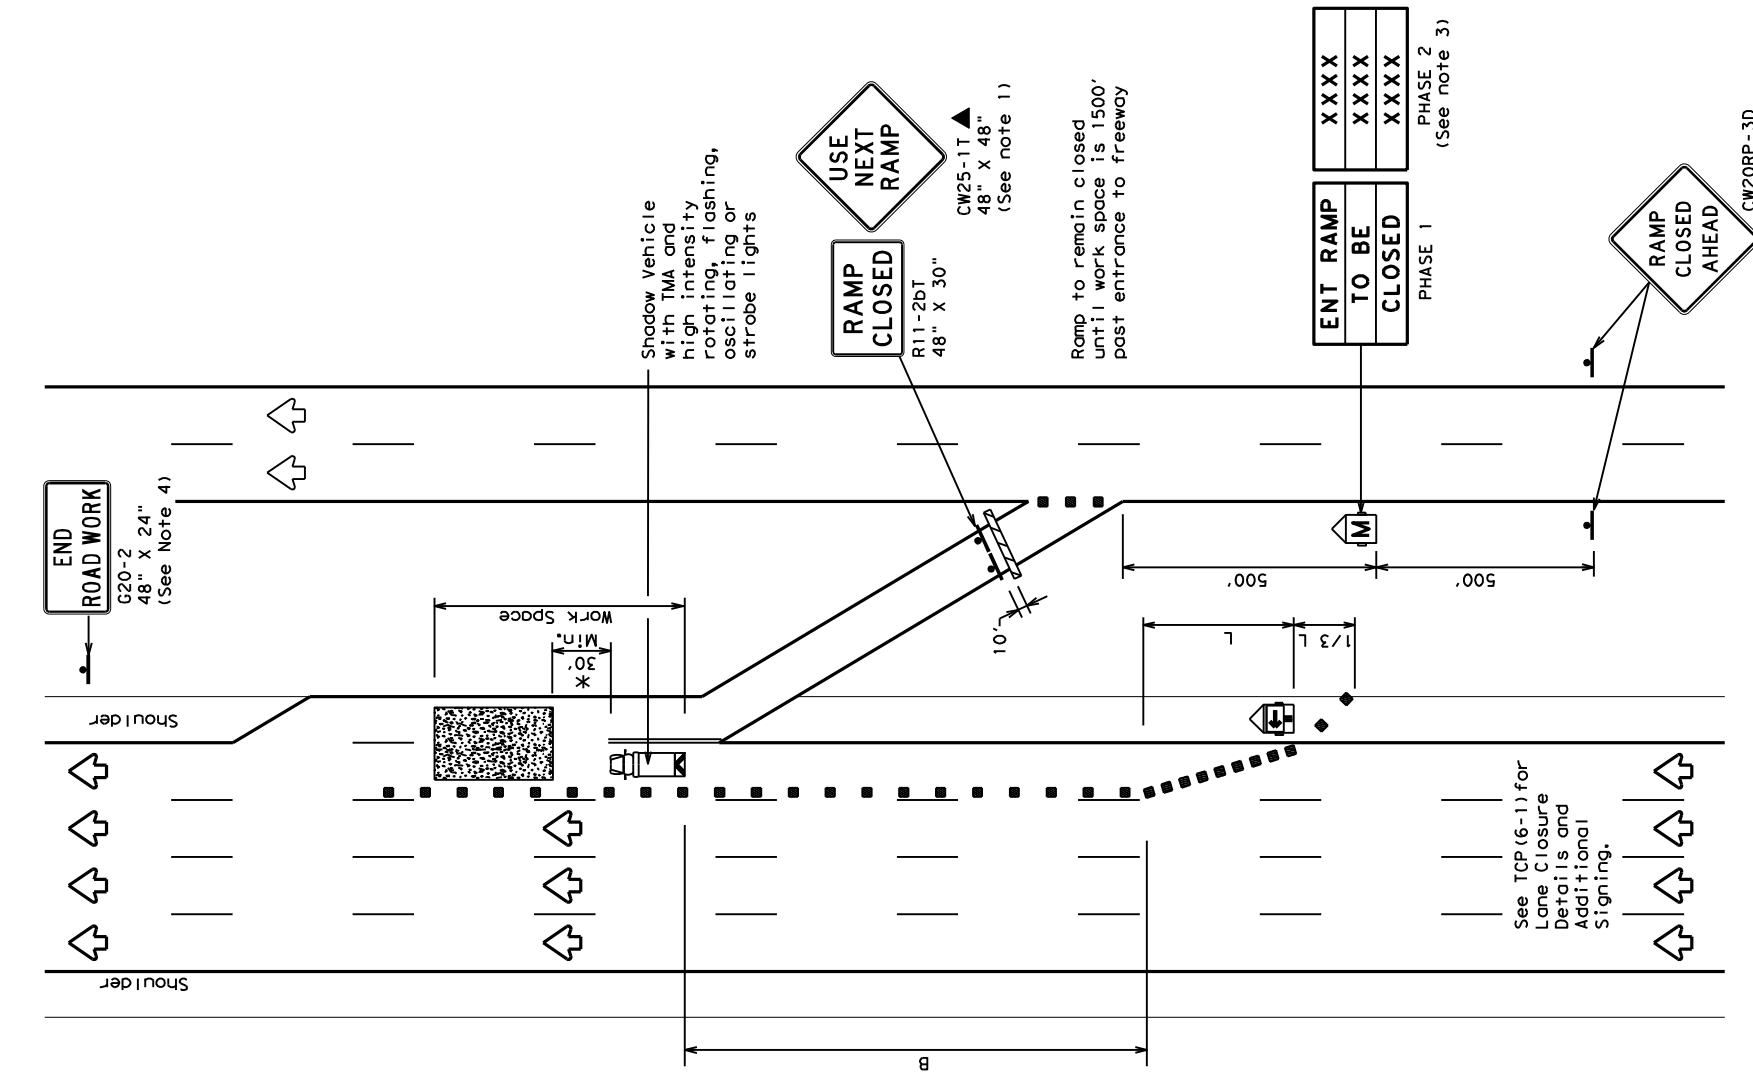 END
ROAD WORK
G20-2
48" X 24"
(See Note 4)
Shadow Vehicle
with TMA and
high intensity
rotating, flashing,
oscillating or
strobe lights
USE
NEXT
RAMP
CW25-1T
48" X 48"
(See note 1)
RAMP
CLOSED
R11-2bT
48" X 30"
Ramp to remain closed
until work space is 1500'
past entrance to freeway
XXXX
XXXX
XXXX
PHASE 2
(See note 3)
ENT RAMP
TO BE
CLOSED
PHASE 1
M
RAMP
CLOSED
AHEAD
CW20RP-3D
Work Space
30'
Min.
*
10'
500'
500'
L
1/3 L
Shoulder
Shoulder
See TCP(6-1)for
Lane Closure
Details and
Additional
Signing.
B